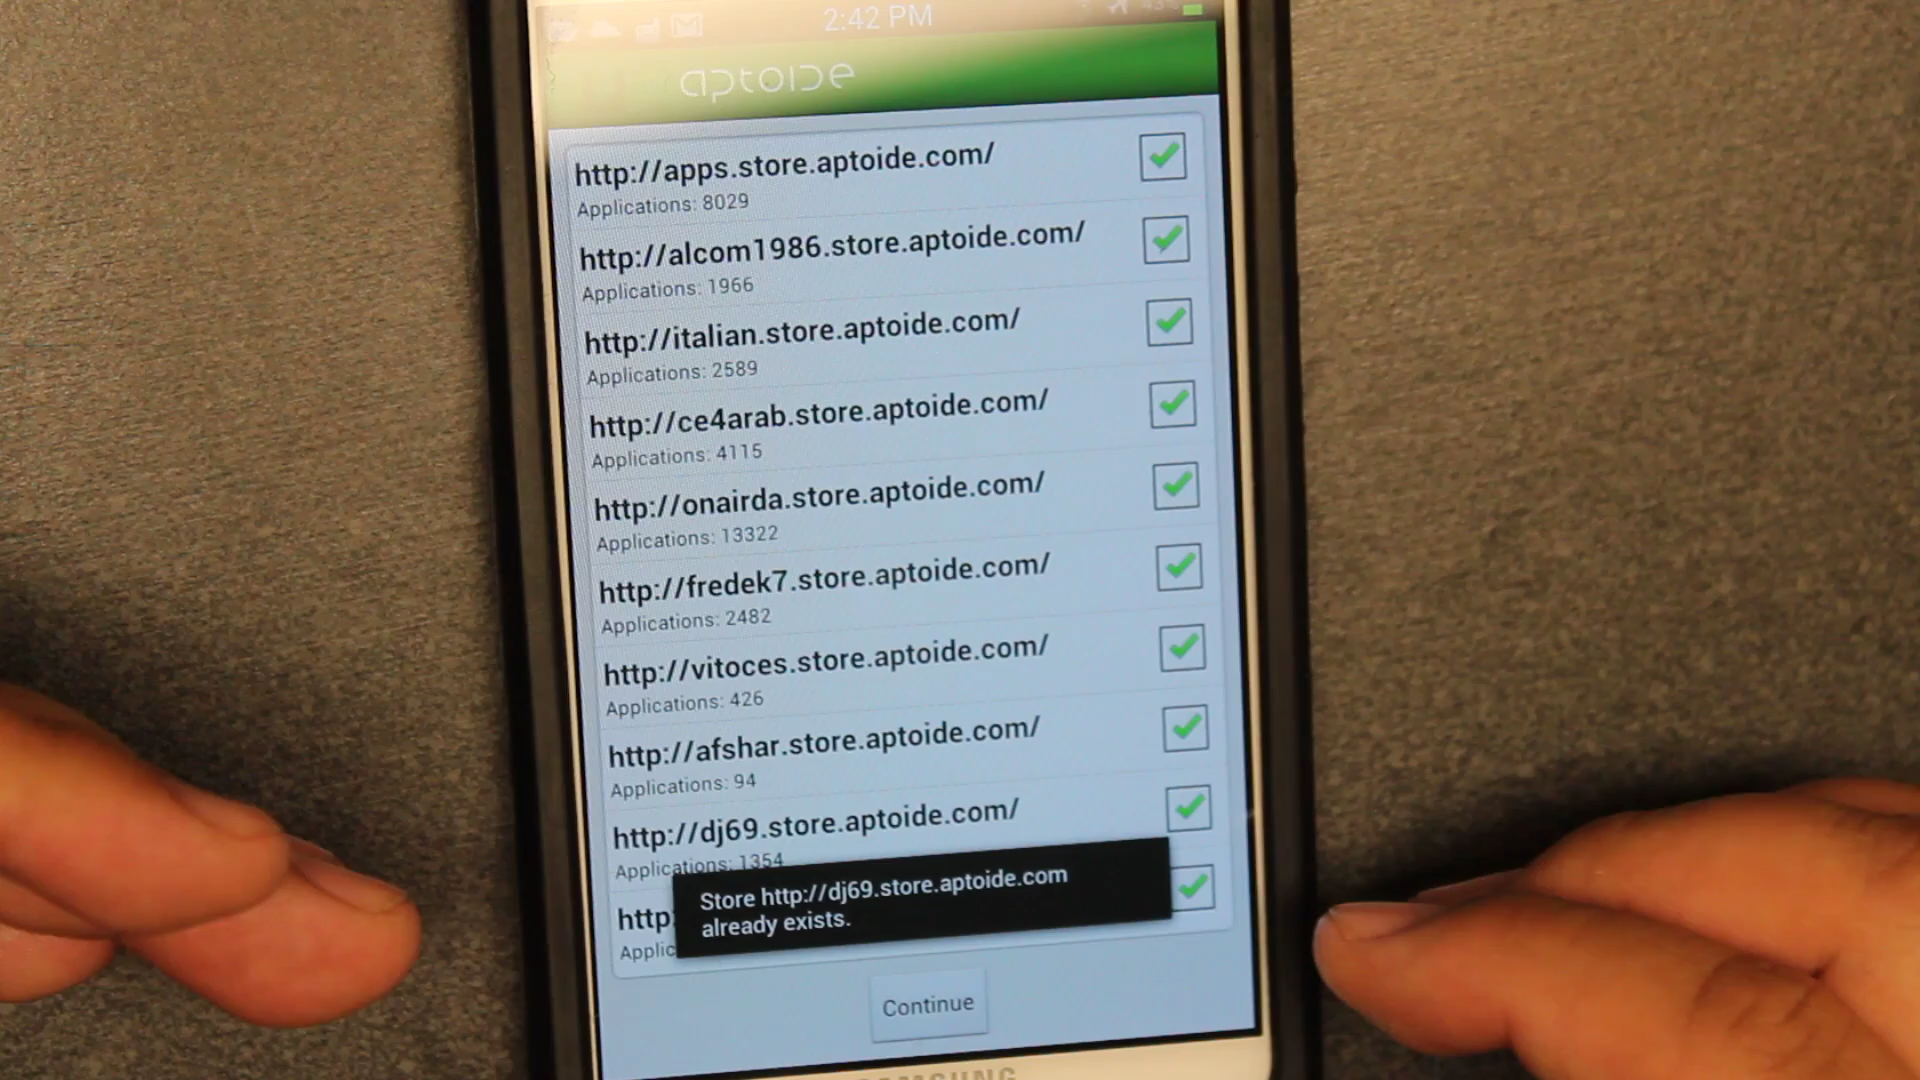 2:42 PM
aptoide
http://apps.store.aptoide.com/
Applications: 8029
http://alcom1986.store.aptoide.com/
Applications: 1966
http://italian.store.aptoide.com/
Applications: 2589
http://ce4arab.store.aptoide.com/
Applications: 4115
http://onairda.store.aptoide.com/
Applications: 13322
http://fredek7.store.aptoide.com/
Applications: 2482
http://vitoces.store.aptoide.com/
Applications: 426
http://afshar.store.aptoide.com/
Applications: 94
http://dj69.store.aptoide.com/
Applications: 1354
Store http://dj69.store.aptoide.com
already exists.
http:
Applic
Continue
SAMSUNG